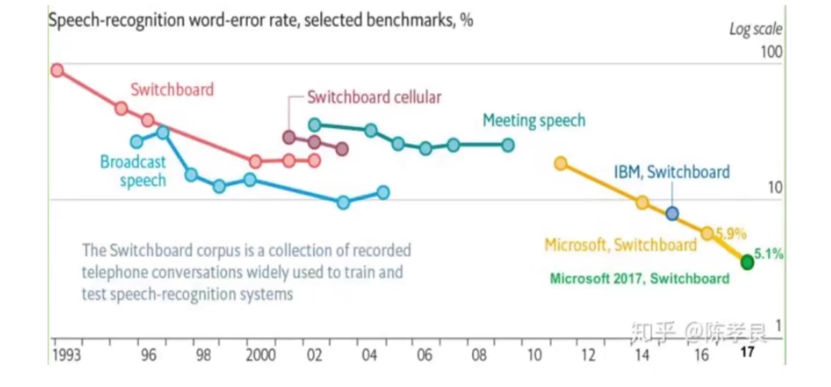 Speech-recognition word-error rate, selected benchmarks, %
Log scale
100
Switchboard
Switchboard cellular
Meeting speech
Broadcast
speech
IBM, Switchboard
10
5.9%
Microsoft, Switchboard
5.1%
The Switchboard corpus is a collection of recorded
telephone conversations widely used to train and
test speech-recognition systems
Microsoft 2017, Switchboard
1
知乎 @陈孝良
1993 96 98 2000 02 04 06 08 10 12 14 16 17